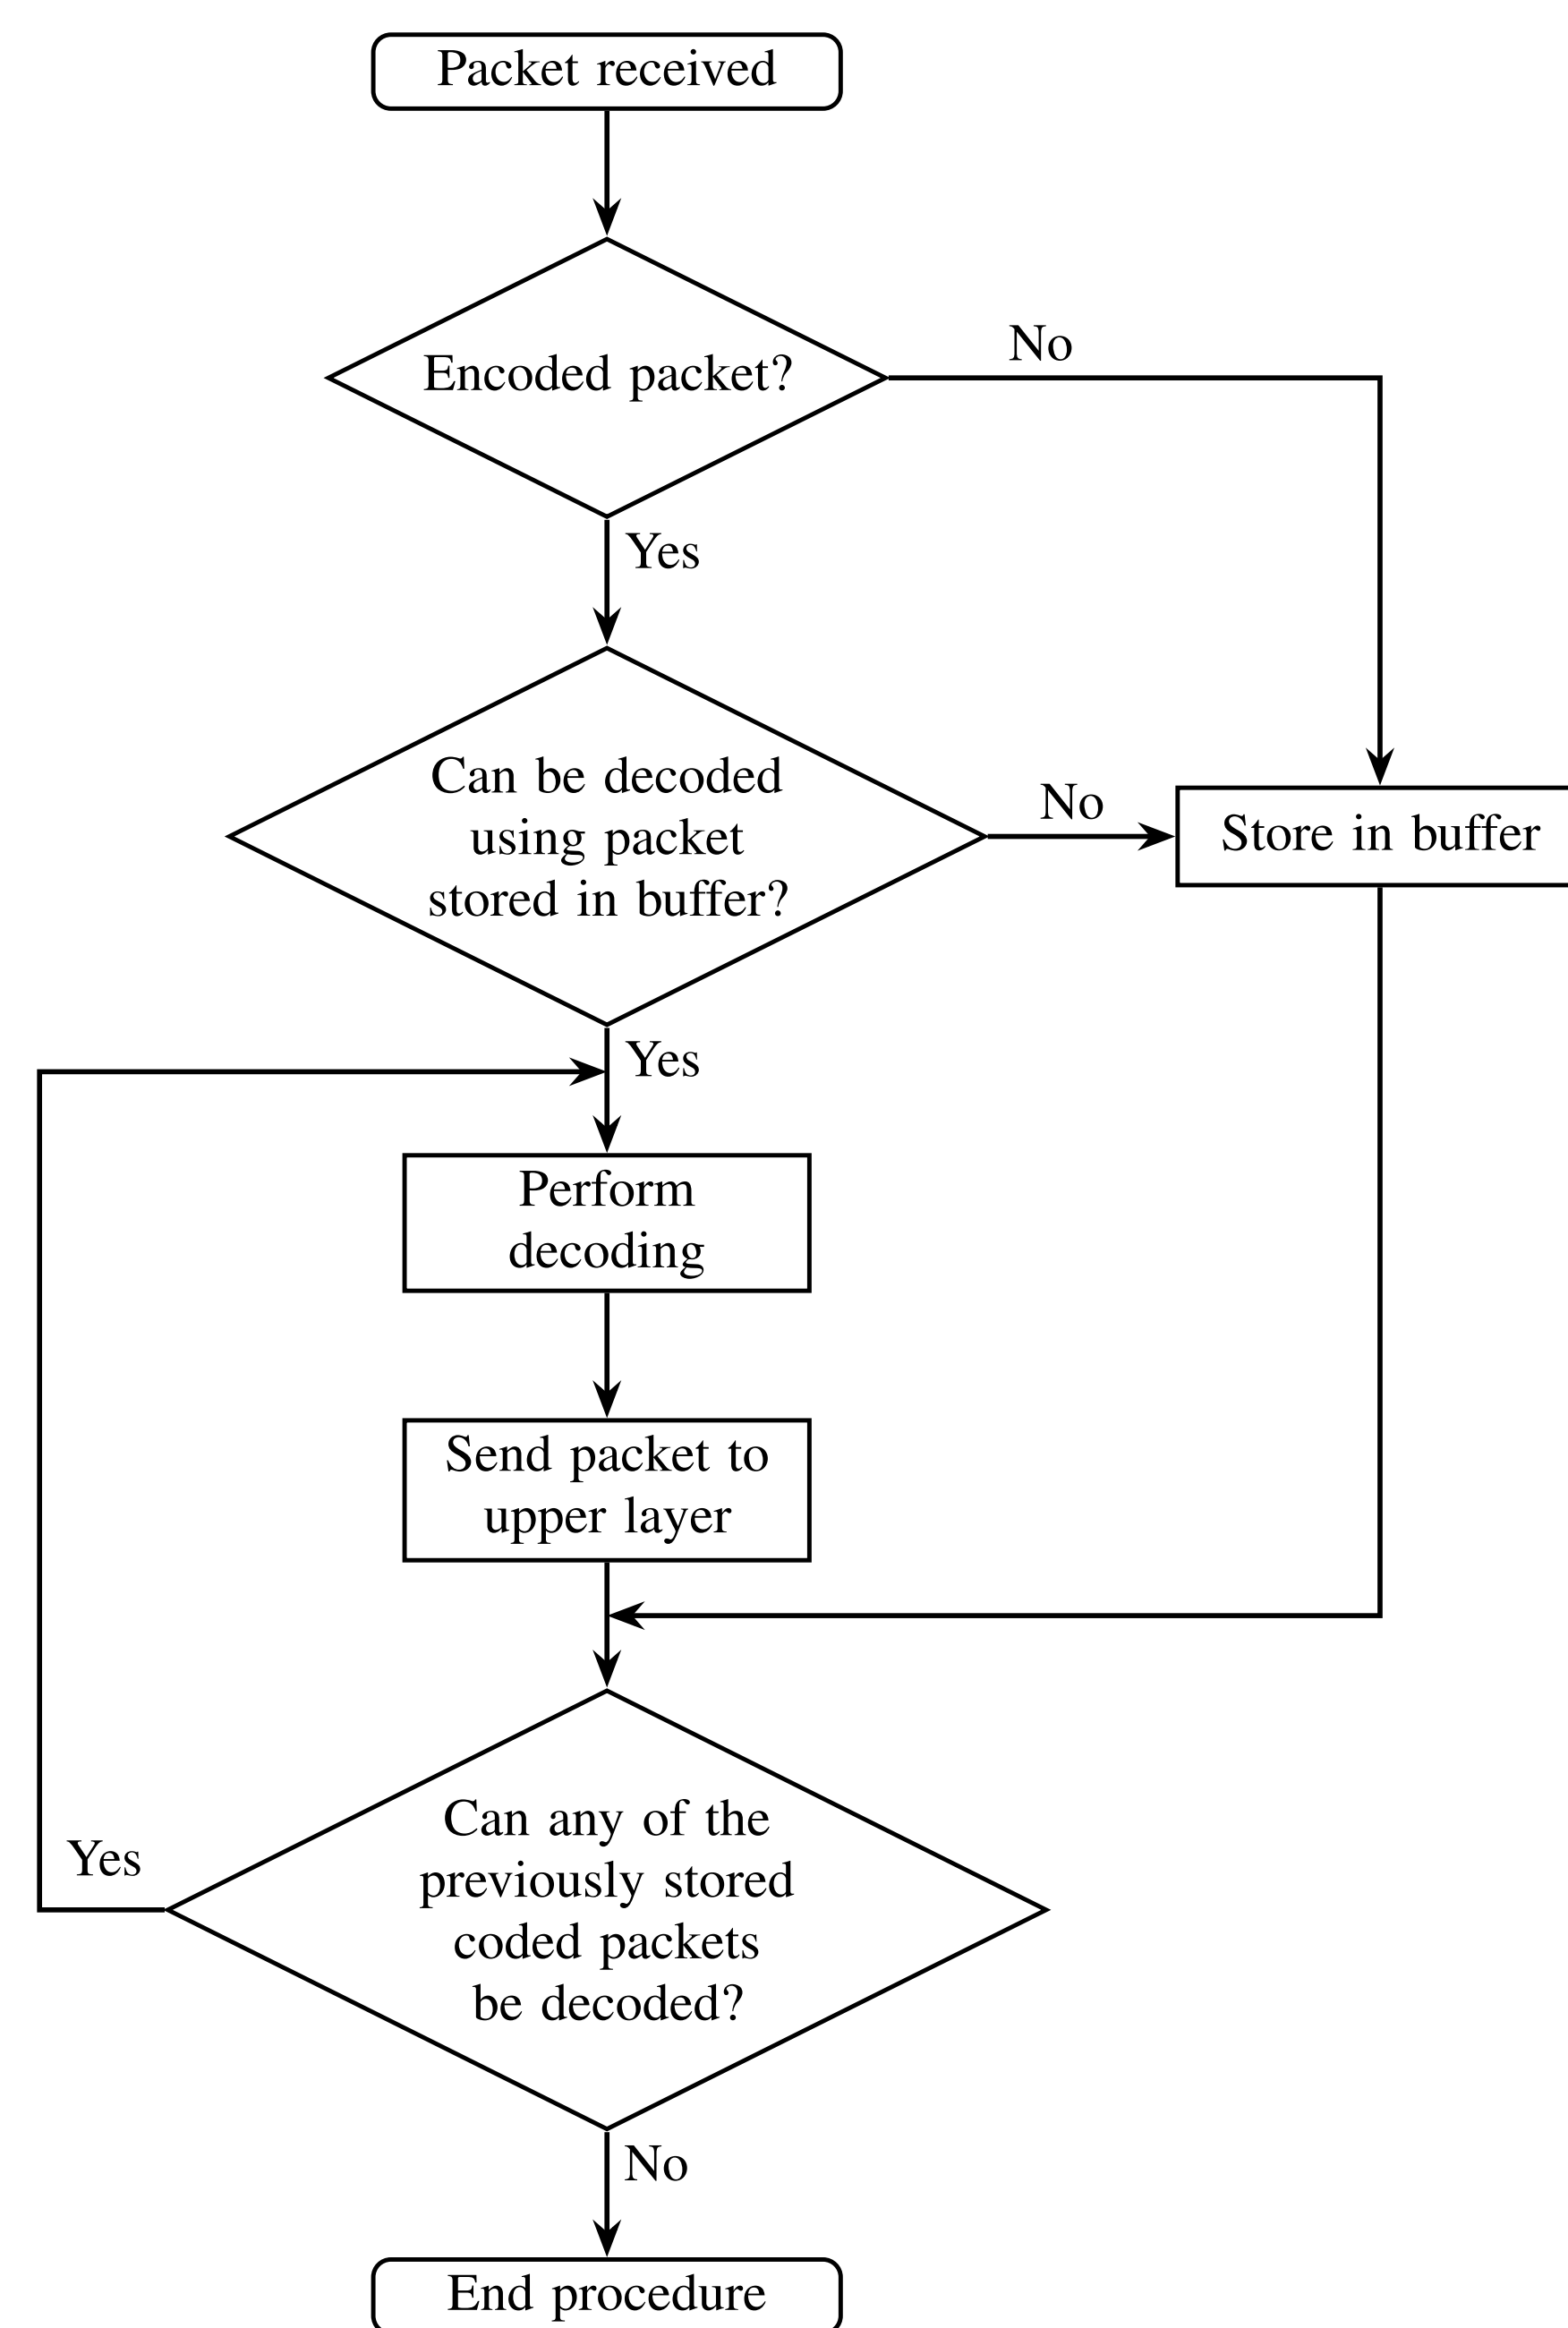 Packet received
Encoded packet?
No
Yes
Can be decoded
using packet
stored in buffer?
No
Store in buffer
Yes
Perform
decoding
Send packet to
upper layer
Can any of the
previously stored
coded packets
be decoded?
Yes
No
End procedure